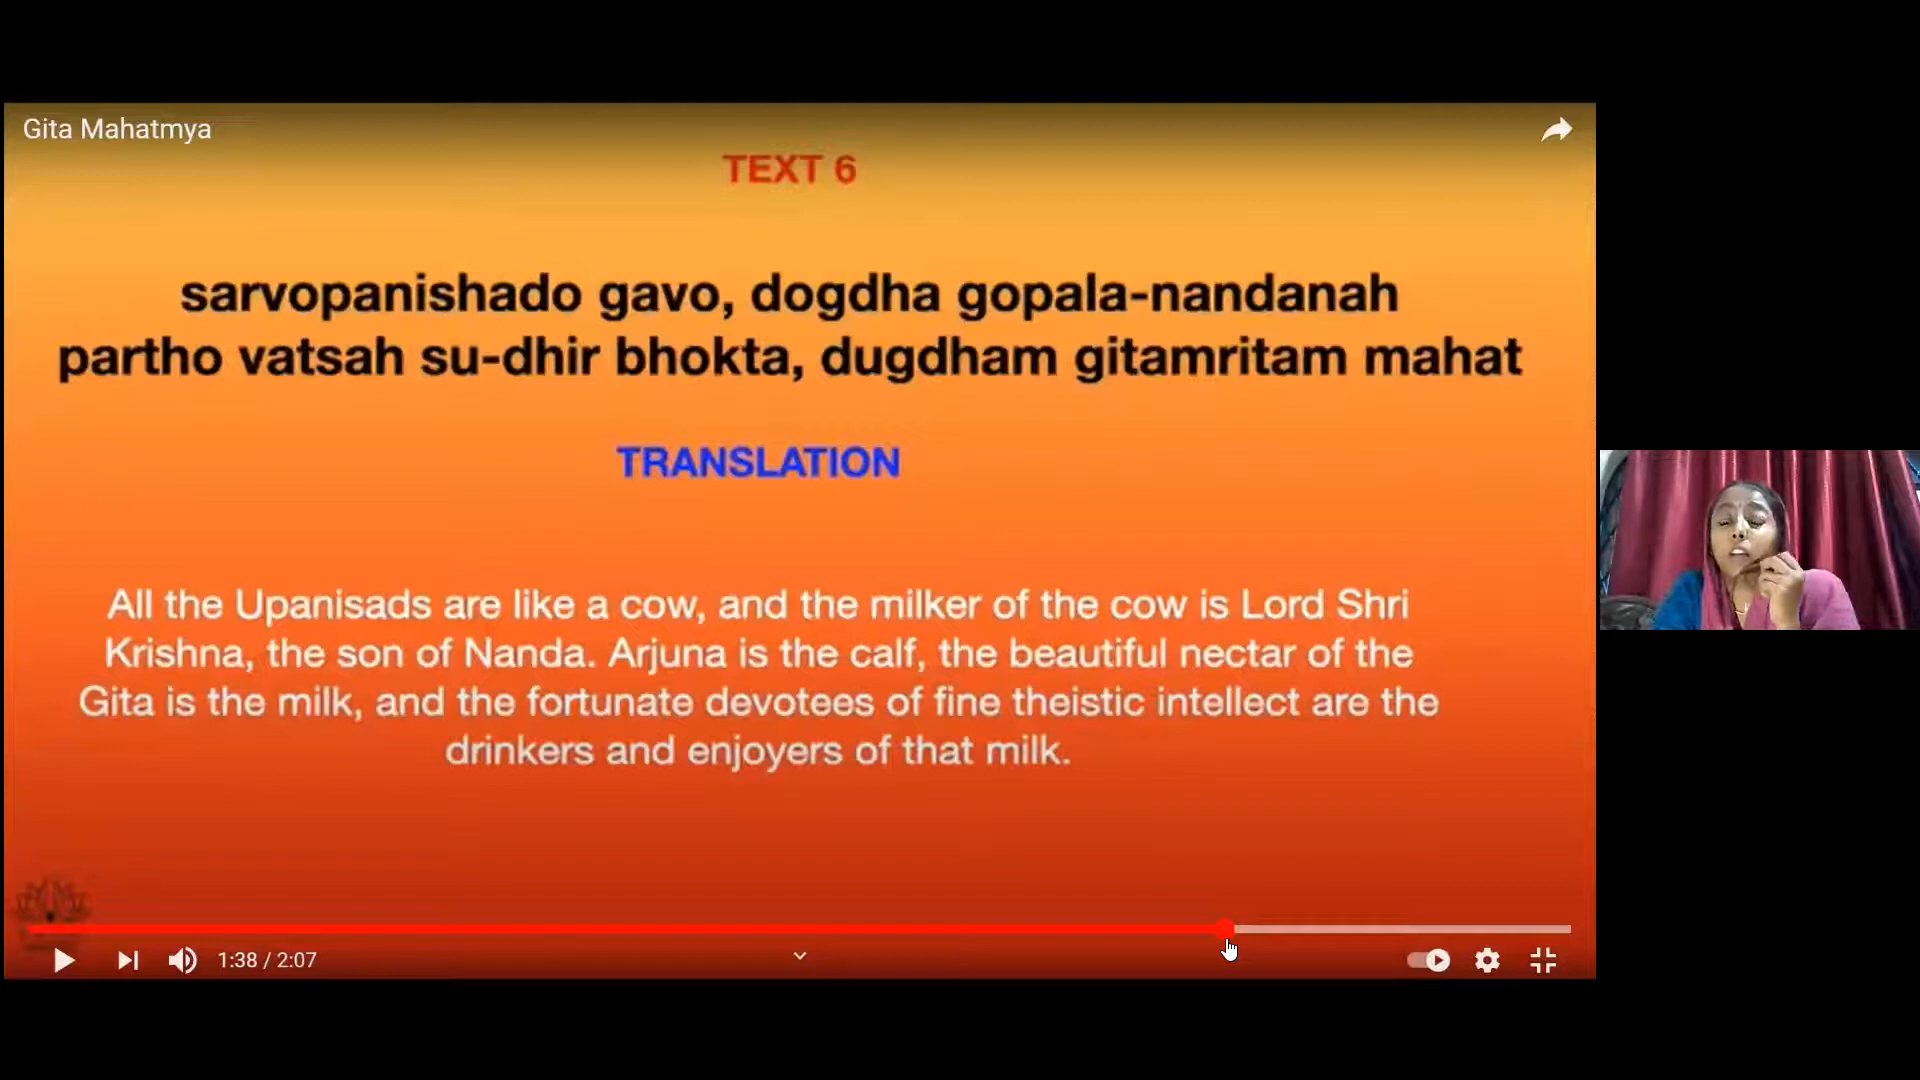 Gita Mahatmya
TEXT 6
sarvopanishado gavo, dogdha gopala-nandanah
partho vatsah su-dhir bhokta, dugdham gitamritam mahat
TRANSLATION
All the Upanisads are like a cow, and the milker of the cow is Lord Shri
Krishna, the son of Nanda. Arjuna is the calf, the beautiful nectar of the
Gita is the milk, and the fortunate devotees of fine theistic intellect are the
drinkers and enjoyers of that milk.
1:38 / 2:07